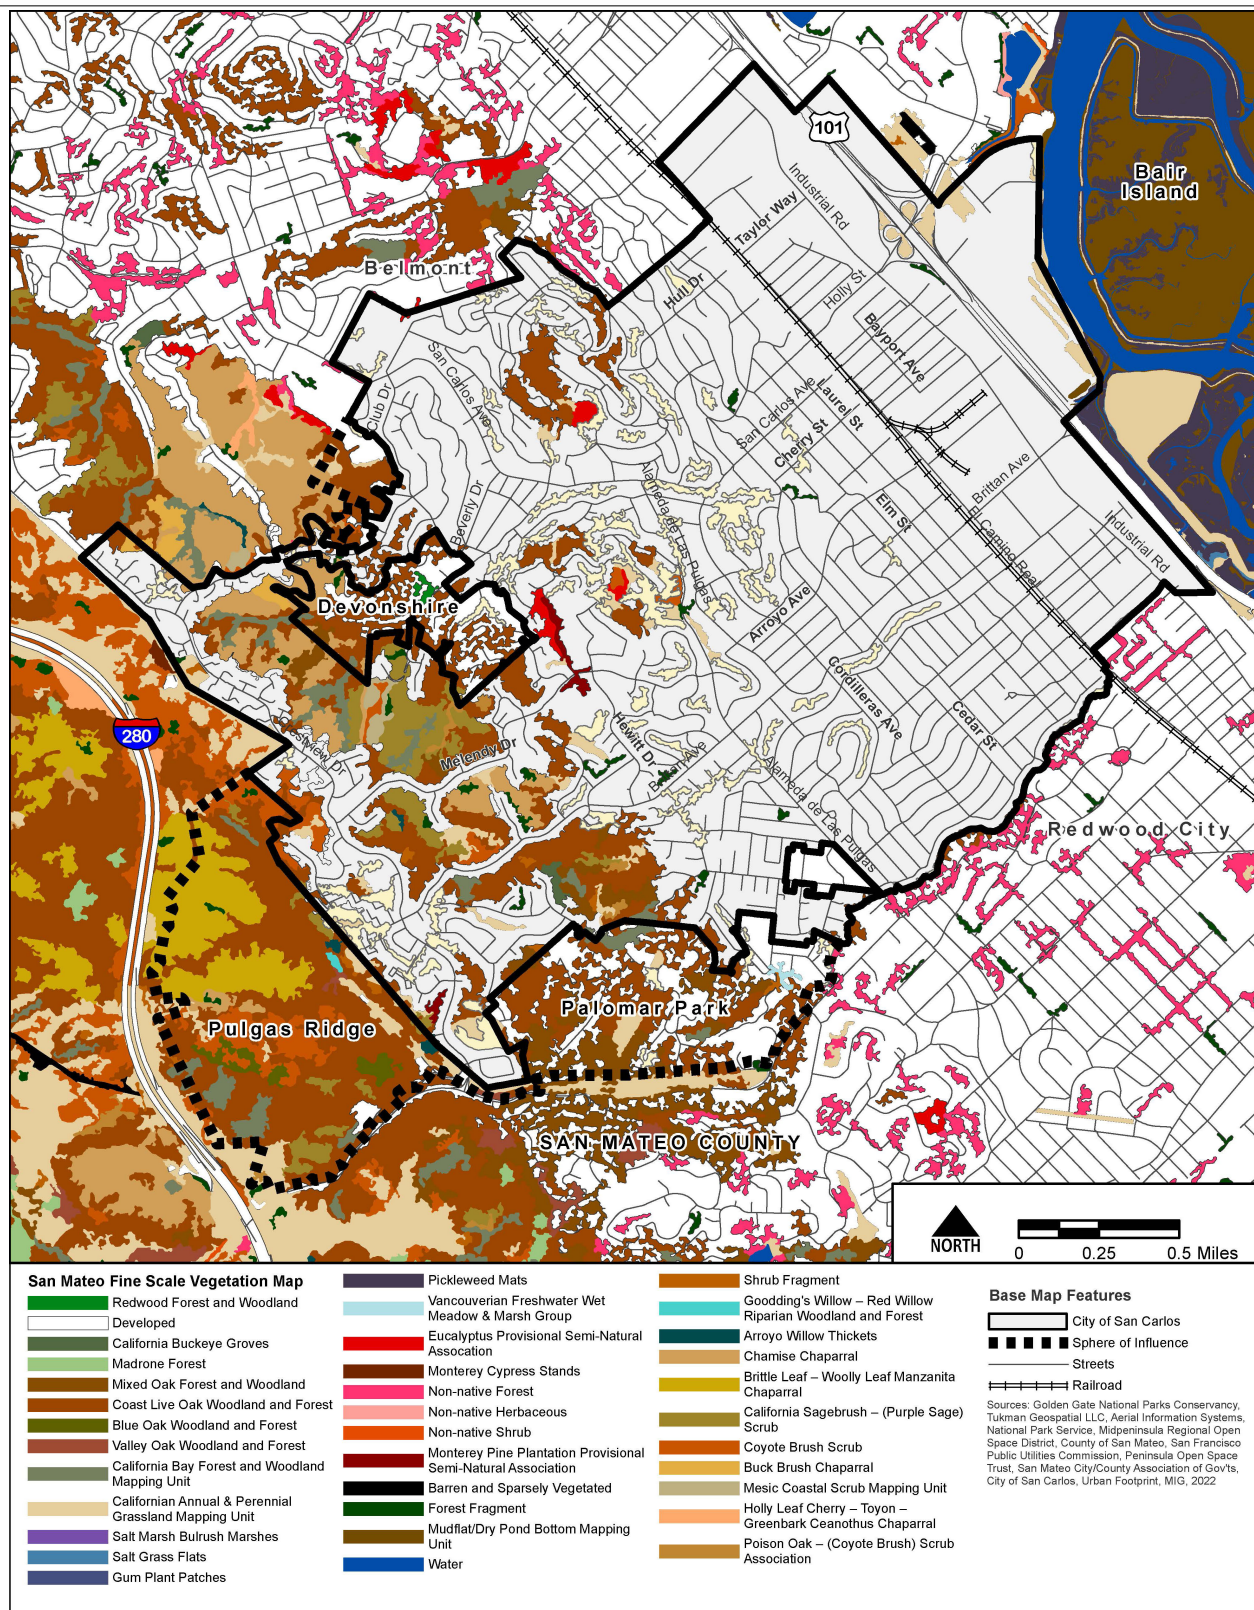 101
Bair
Island
Industrial Rd
Taylor Way
Belmont
Hull Dr
Holly St
Bayport Ave
San Carlos Ave
Club Dr
San Carlos Ave
Laurel St
Cherry St
Brittan Ave
Alameda de Las Pulgas
Beverly Dr
Elm St
El Camino Real
Industrial Rd
Devonshire
Arroyo Ave
Cordilleras Ave
Cedar St
280
Crestview Dr
Melendy Dr
Hewitt Dr
Brittan Ave
Alameda de Las Pulgas
Redwood City
Palomar Park
Pulgas Ridge
SAN MATEO COUNTY
NORTH
0 0.25 0.5 Miles
San Mateo Fine Scale Vegetation Map
Redwood Forest and Woodland
Developed
California Buckeye Groves
Madrone Forest
Mixed Oak Forest and Woodland
Coast Live Oak Woodland and Forest
Blue Oak Woodland and Forest
Valley Oak Woodland and Forest
California Bay Forest and Woodland
Mapping Unit
Californian Annual & Perennial
Grassland Mapping Unit
Salt Marsh Bulrush Marshes
Salt Grass Flats
Gum Plant Patches
Pickleweed Mats
Vancouverian Freshwater Wet
Meadow & Marsh Group
Eucalyptus Provisional Semi-Natural
Assocation
Monterey Cypress Stands
Non-native Forest
Non-native Herbaceous
Non-native Shrub
Monterey Pine Plantation Provisional
Semi-Natural Association
Barren and Sparsely Vegetated
Forest Fragment
Mudflat/Dry Pond Bottom Mapping
Unit
Water
Shrub Fragment
Goodding's Willow – Red Willow
Riparian Woodland and Forest
Arroyo Willow Thickets
Chamise Chaparral
Brittle Leaf – Woolly Leaf Manzanita
Chaparral
California Sagebrush – (Purple Sage)
Scrub
Coyote Brush Scrub
Buck Brush Chaparral
Mesic Coastal Scrub Mapping Unit
Holly Leaf Cherry – Toyon –
Greenbark Ceanothus Chaparral
Poison Oak – (Coyote Brush) Scrub
Association
Base Map Features
City of San Carlos
Sphere of Influence
Streets
Railroad
Sources: Golden Gate National Parks Conservancy,
Tukman Geospatial LLC, Aerial Information Systems,
National Park Service, Midpeninsula Regional Open
Space District, County of San Mateo, San Francisco
Public Utilities Commission, Peninsula Open Space
Trust, San Mateo City/County Association of Gov'ts,
City of San Carlos, Urban Footprint, MIG, 2022